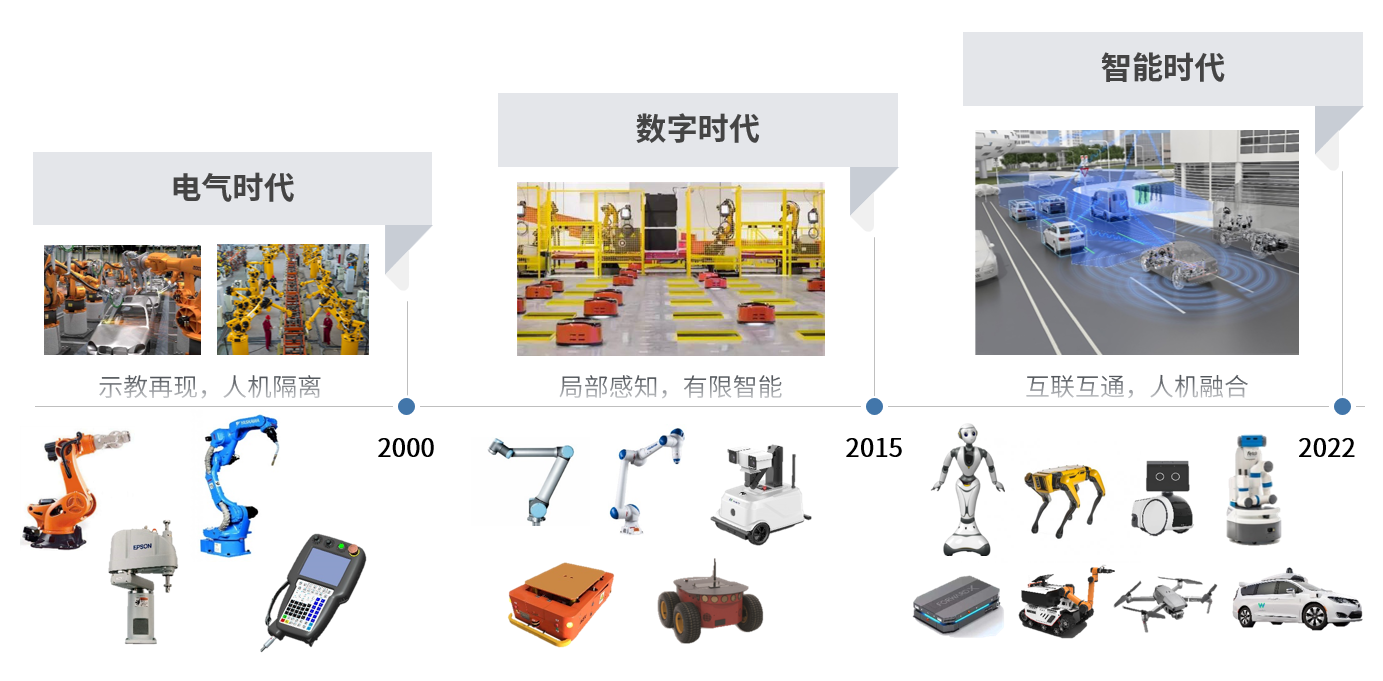 智能时代
数字时代
电气时代
示教再现，人机隔离
局部感知，有限智能
互联互通，人机融合
2000
2015
2022
EPSON